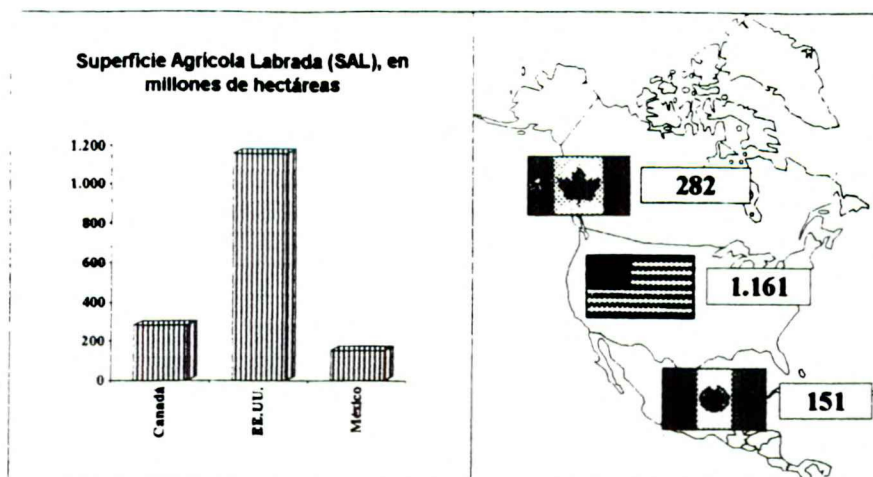 Superficie Agrícola Labrada (SAL), en
millones de hectáreas
1.200
1.000
800
600
400
200
0
Canadá
EE.UU.
México
282
1.161
151